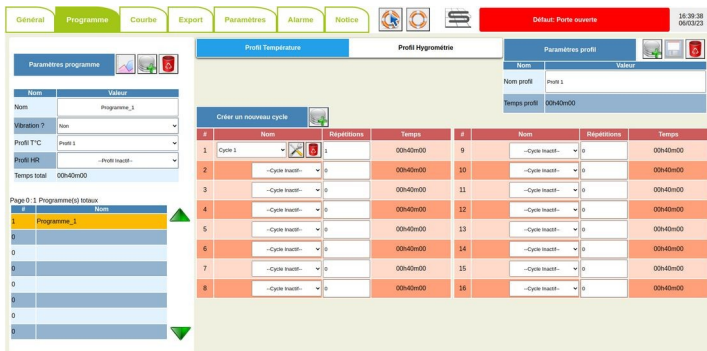 Général Programme Courbe Export Paramètres Alarme Notice Défaut: Porte ouverte 16:39:38
06/03/23
Profil Température Profil Hygrométrie Paramètres profil
Nom Valeur
Nom profil Profil 1
Temps profil 00h40m00
Paramètres programme
Nom Valeur
Nom Programme_1
Vibration ? Non
Profil T°C Profil 1
Profil HR --Profil Inactif--
Temps total 00h40m00
Page 0 : 1 Programme(s) totaux
# Nom
1 Programme_1
0
0
0
0
0
0
0
Créer un nouveau cycle
# Nom Répétitions Temps # Nom Répétitions Temps
1 Cycle 1 1 00h40m00 9 --Cycle Inactif-- 0 00h40m00
2 --Cycle Inactif-- 0 00h40m00 10 --Cycle Inactif-- 0 00h40m00
3 --Cycle Inactif-- 0 00h40m00 11 --Cycle Inactif-- 0 00h40m00
4 --Cycle Inactif-- 0 00h40m00 12 --Cycle Inactif-- 0 00h40m00
5 --Cycle Inactif-- 0 00h40m00 13 --Cycle Inactif-- 0 00h40m00
6 --Cycle Inactif-- 0 00h40m00 14 --Cycle Inactif-- 0 00h40m00
7 --Cycle Inactif-- 0 00h40m00 15 --Cycle Inactif-- 0 00h40m00
8 --Cycle Inactif-- 0 00h40m00 16 --Cycle Inactif-- 0 00h40m00